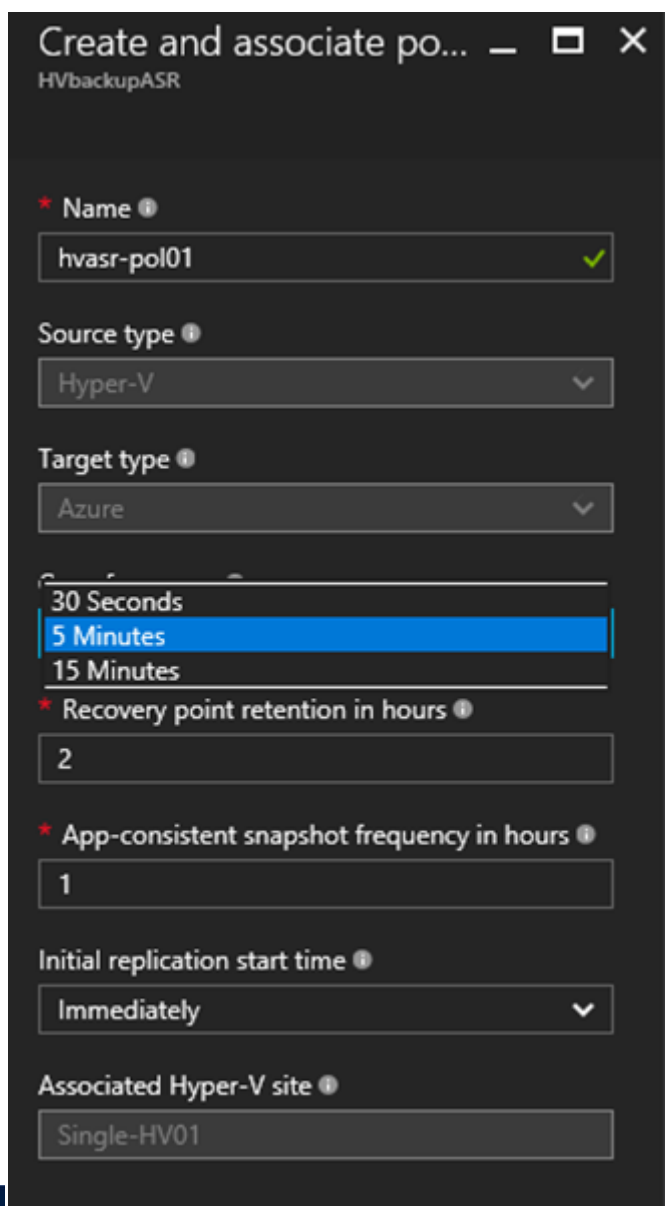 Create and associate po...
HVbackupASR
* Name
hvasr-pol01
Source type
Hyper-V
Target type
Azure
30 Seconds
5 Minutes
15 Minutes
* Recovery point retention in hours
2
* App-consistent snapshot frequency in hours
1
Initial replication start time
Immediately
Associated Hyper-V site
Single-HV01